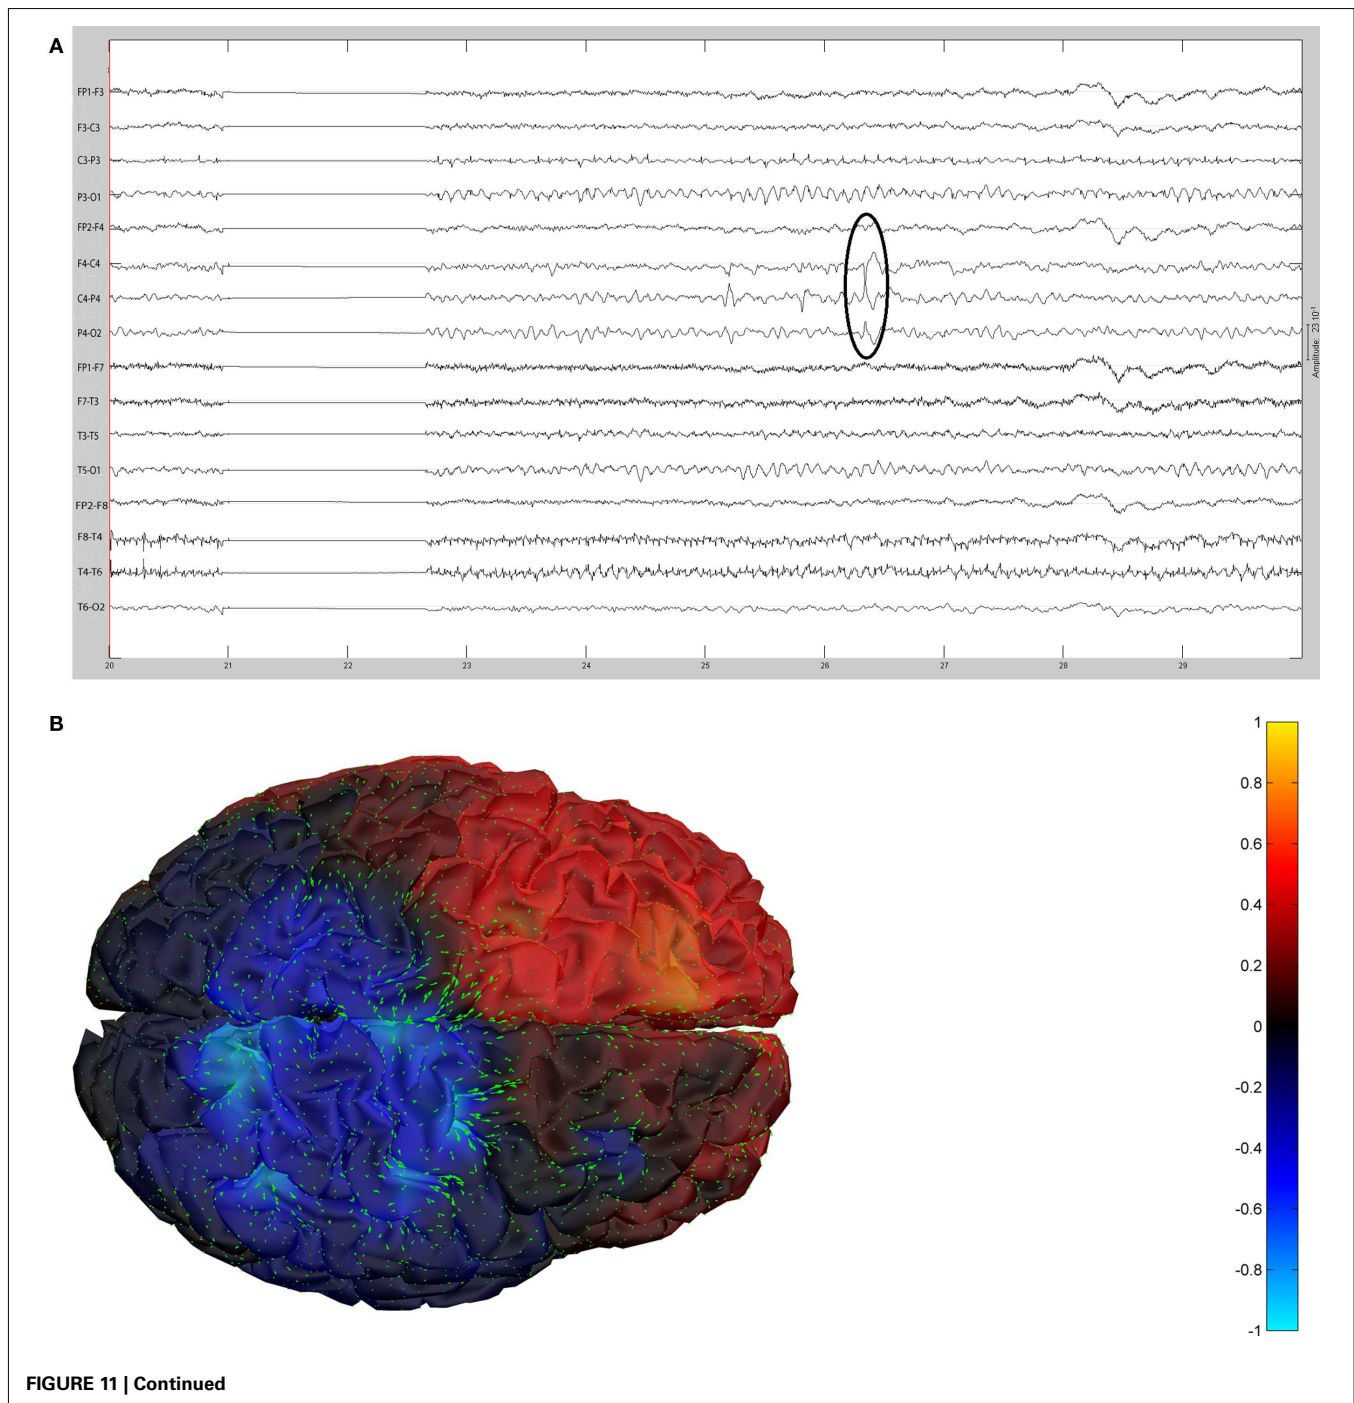 A
FP1-F3
F3-C3
C3-P3
P3-O1
FP2-F4
F4-C4
C4-P4
P4-O2
FP1-F7
F7-T3
T3-T5
T5-O1
FP2-F8
F8-T4
T4-T6
T6-O2
20 21 22 23 24 25 26 27 28 29
B
1
0.8
0.6
0.4
0.2
0
-0.2
-0.4
-0.6
-0.8
-1
FIGURE 11 | Continued